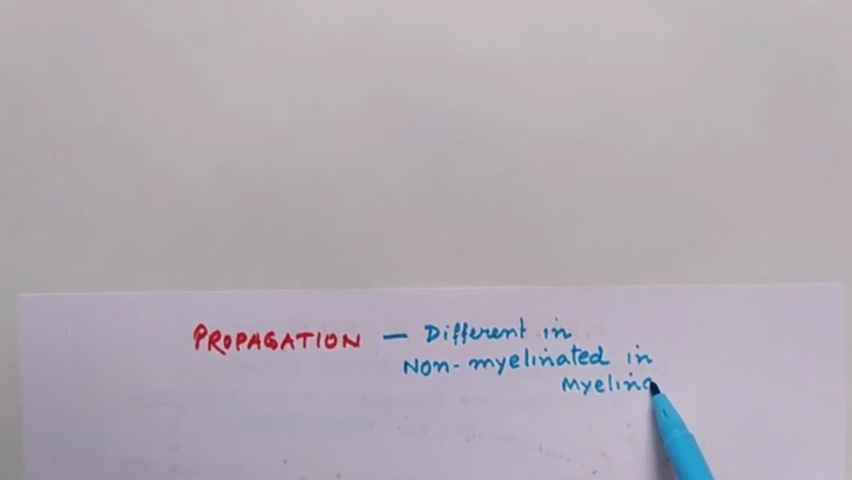 PROPAGATION — Different in
Non-myelinated in
myelina